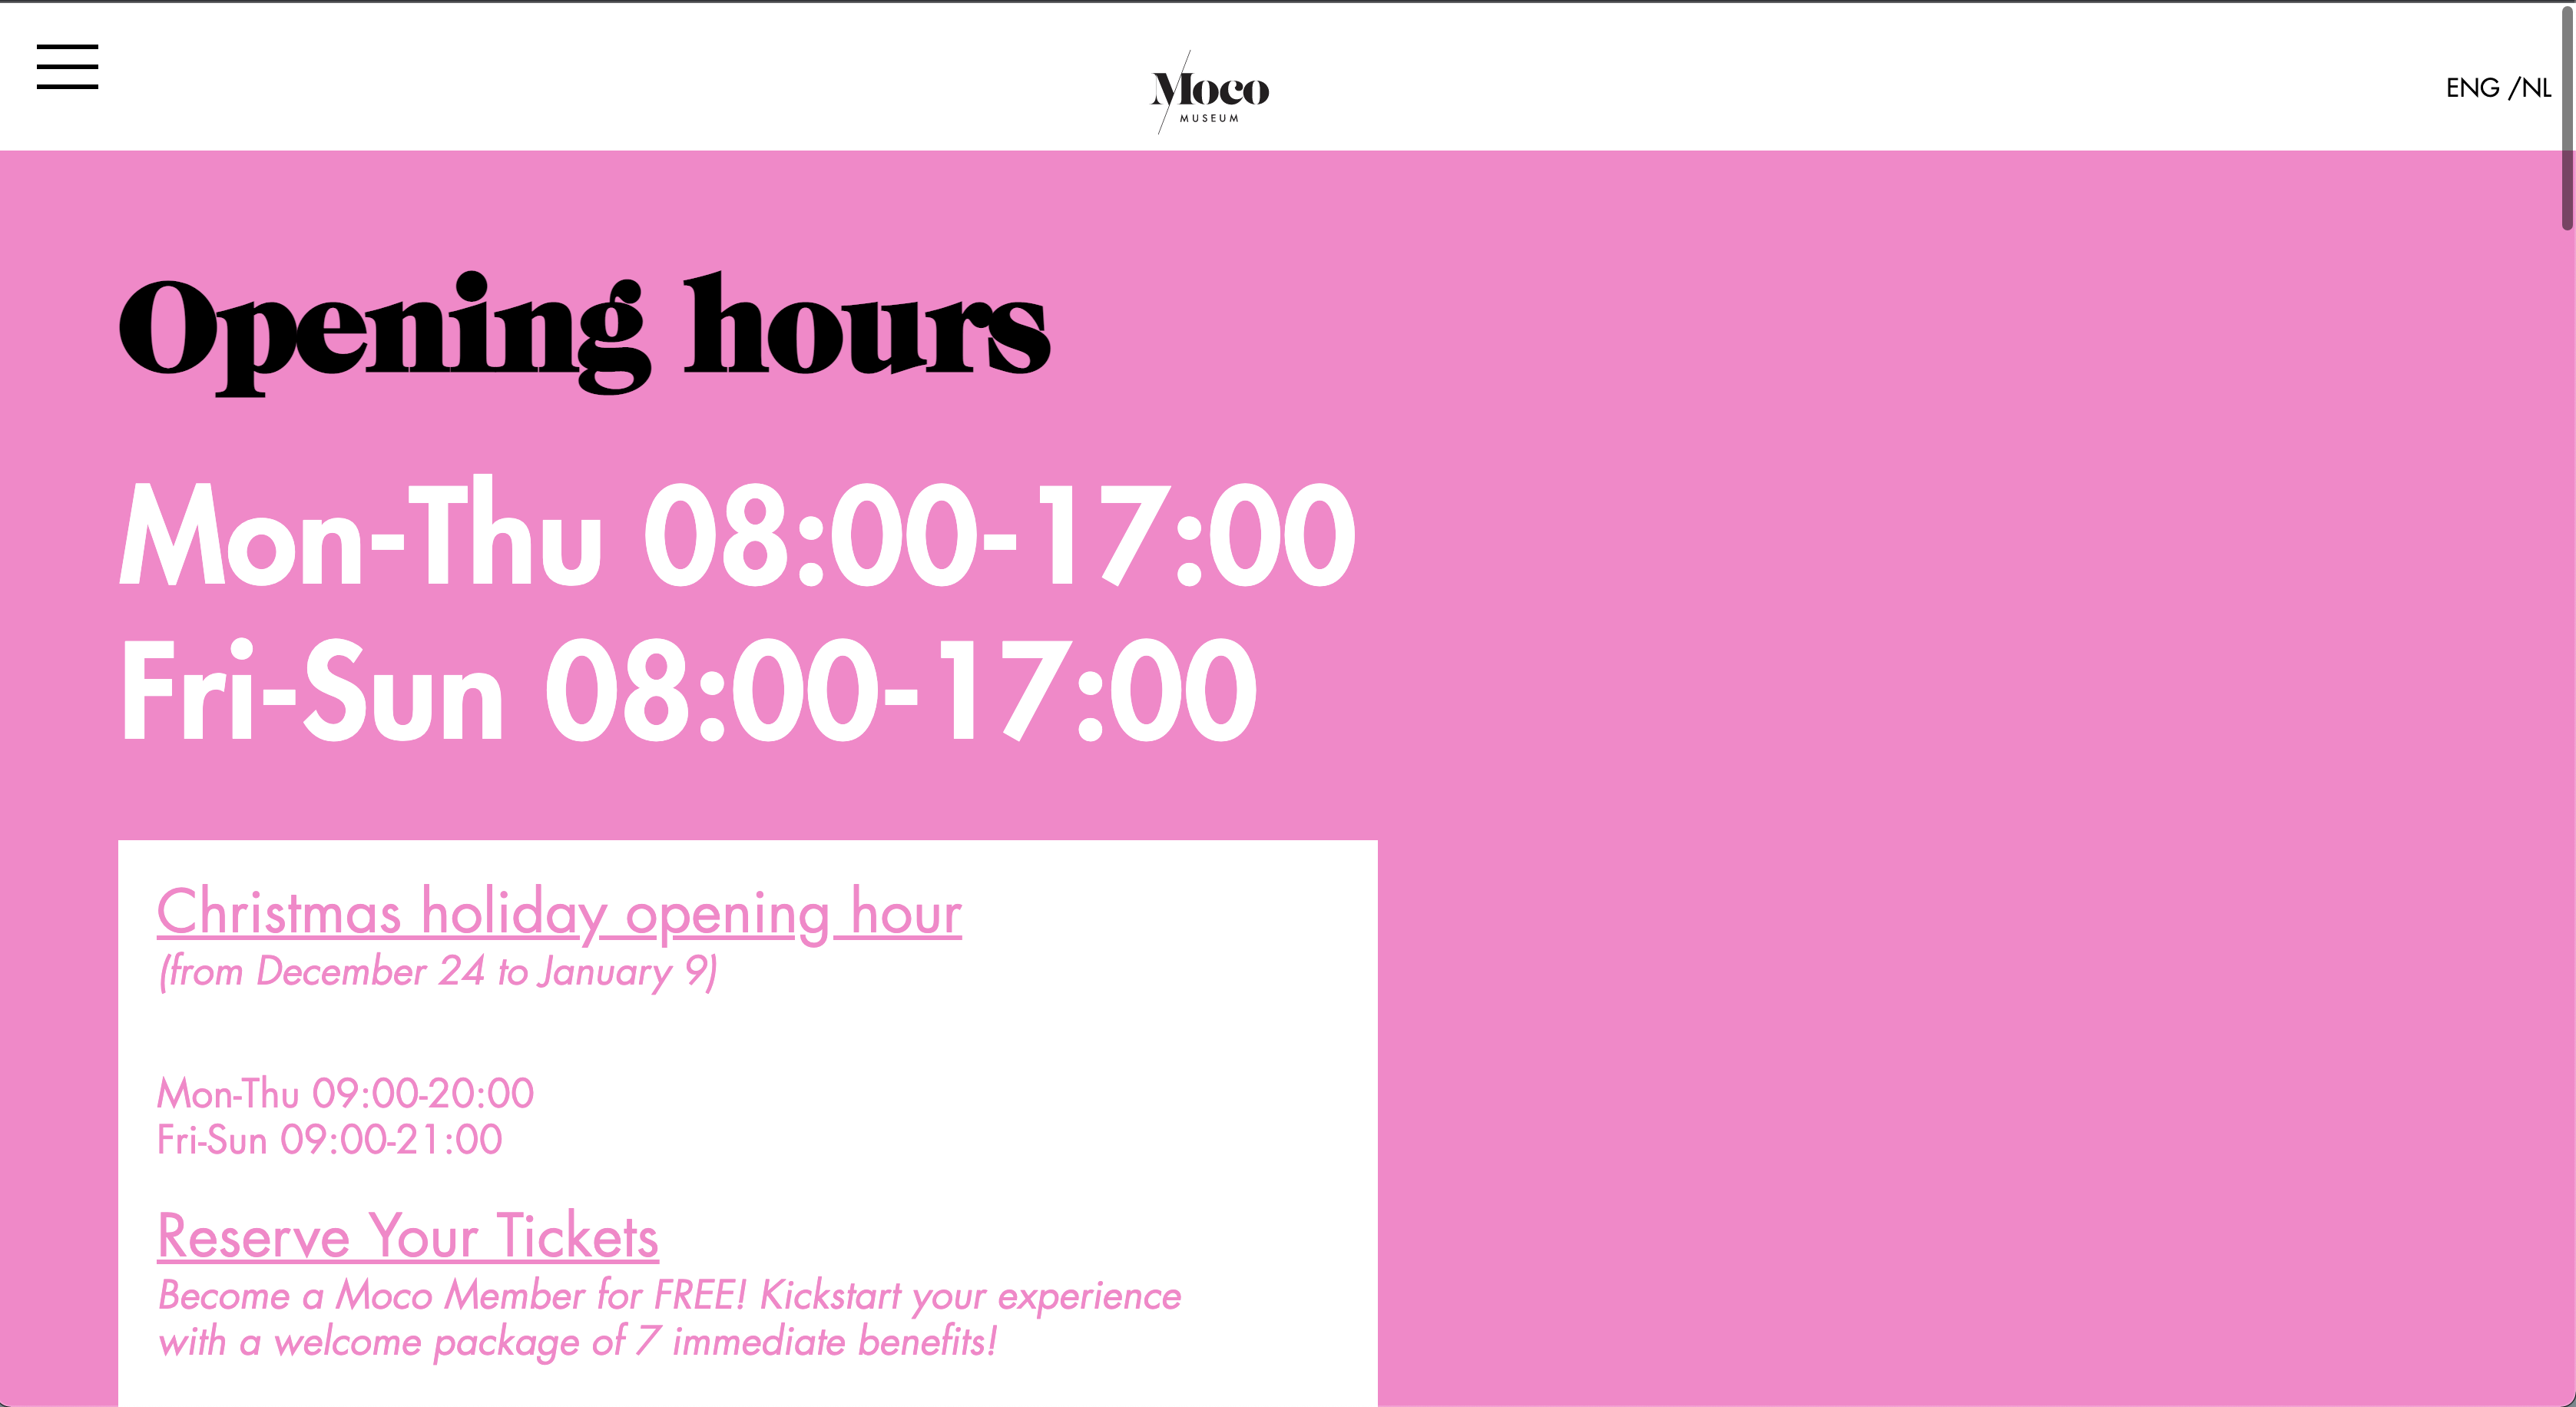 Moco
MUSEUM
ENG /NL
Opening hours
Mon-Thu 08:00-17:00
Fri-Sun 08:00-17:00
Christmas holiday opening hour
(from December 24 to January 9)
Mon-Thu 09:00-20:00
Fri-Sun 09:00-21:00
Reserve Your Tickets
Become a Moco Member for FREE! Kickstart your experience
with a welcome package of 7 immediate benefits!